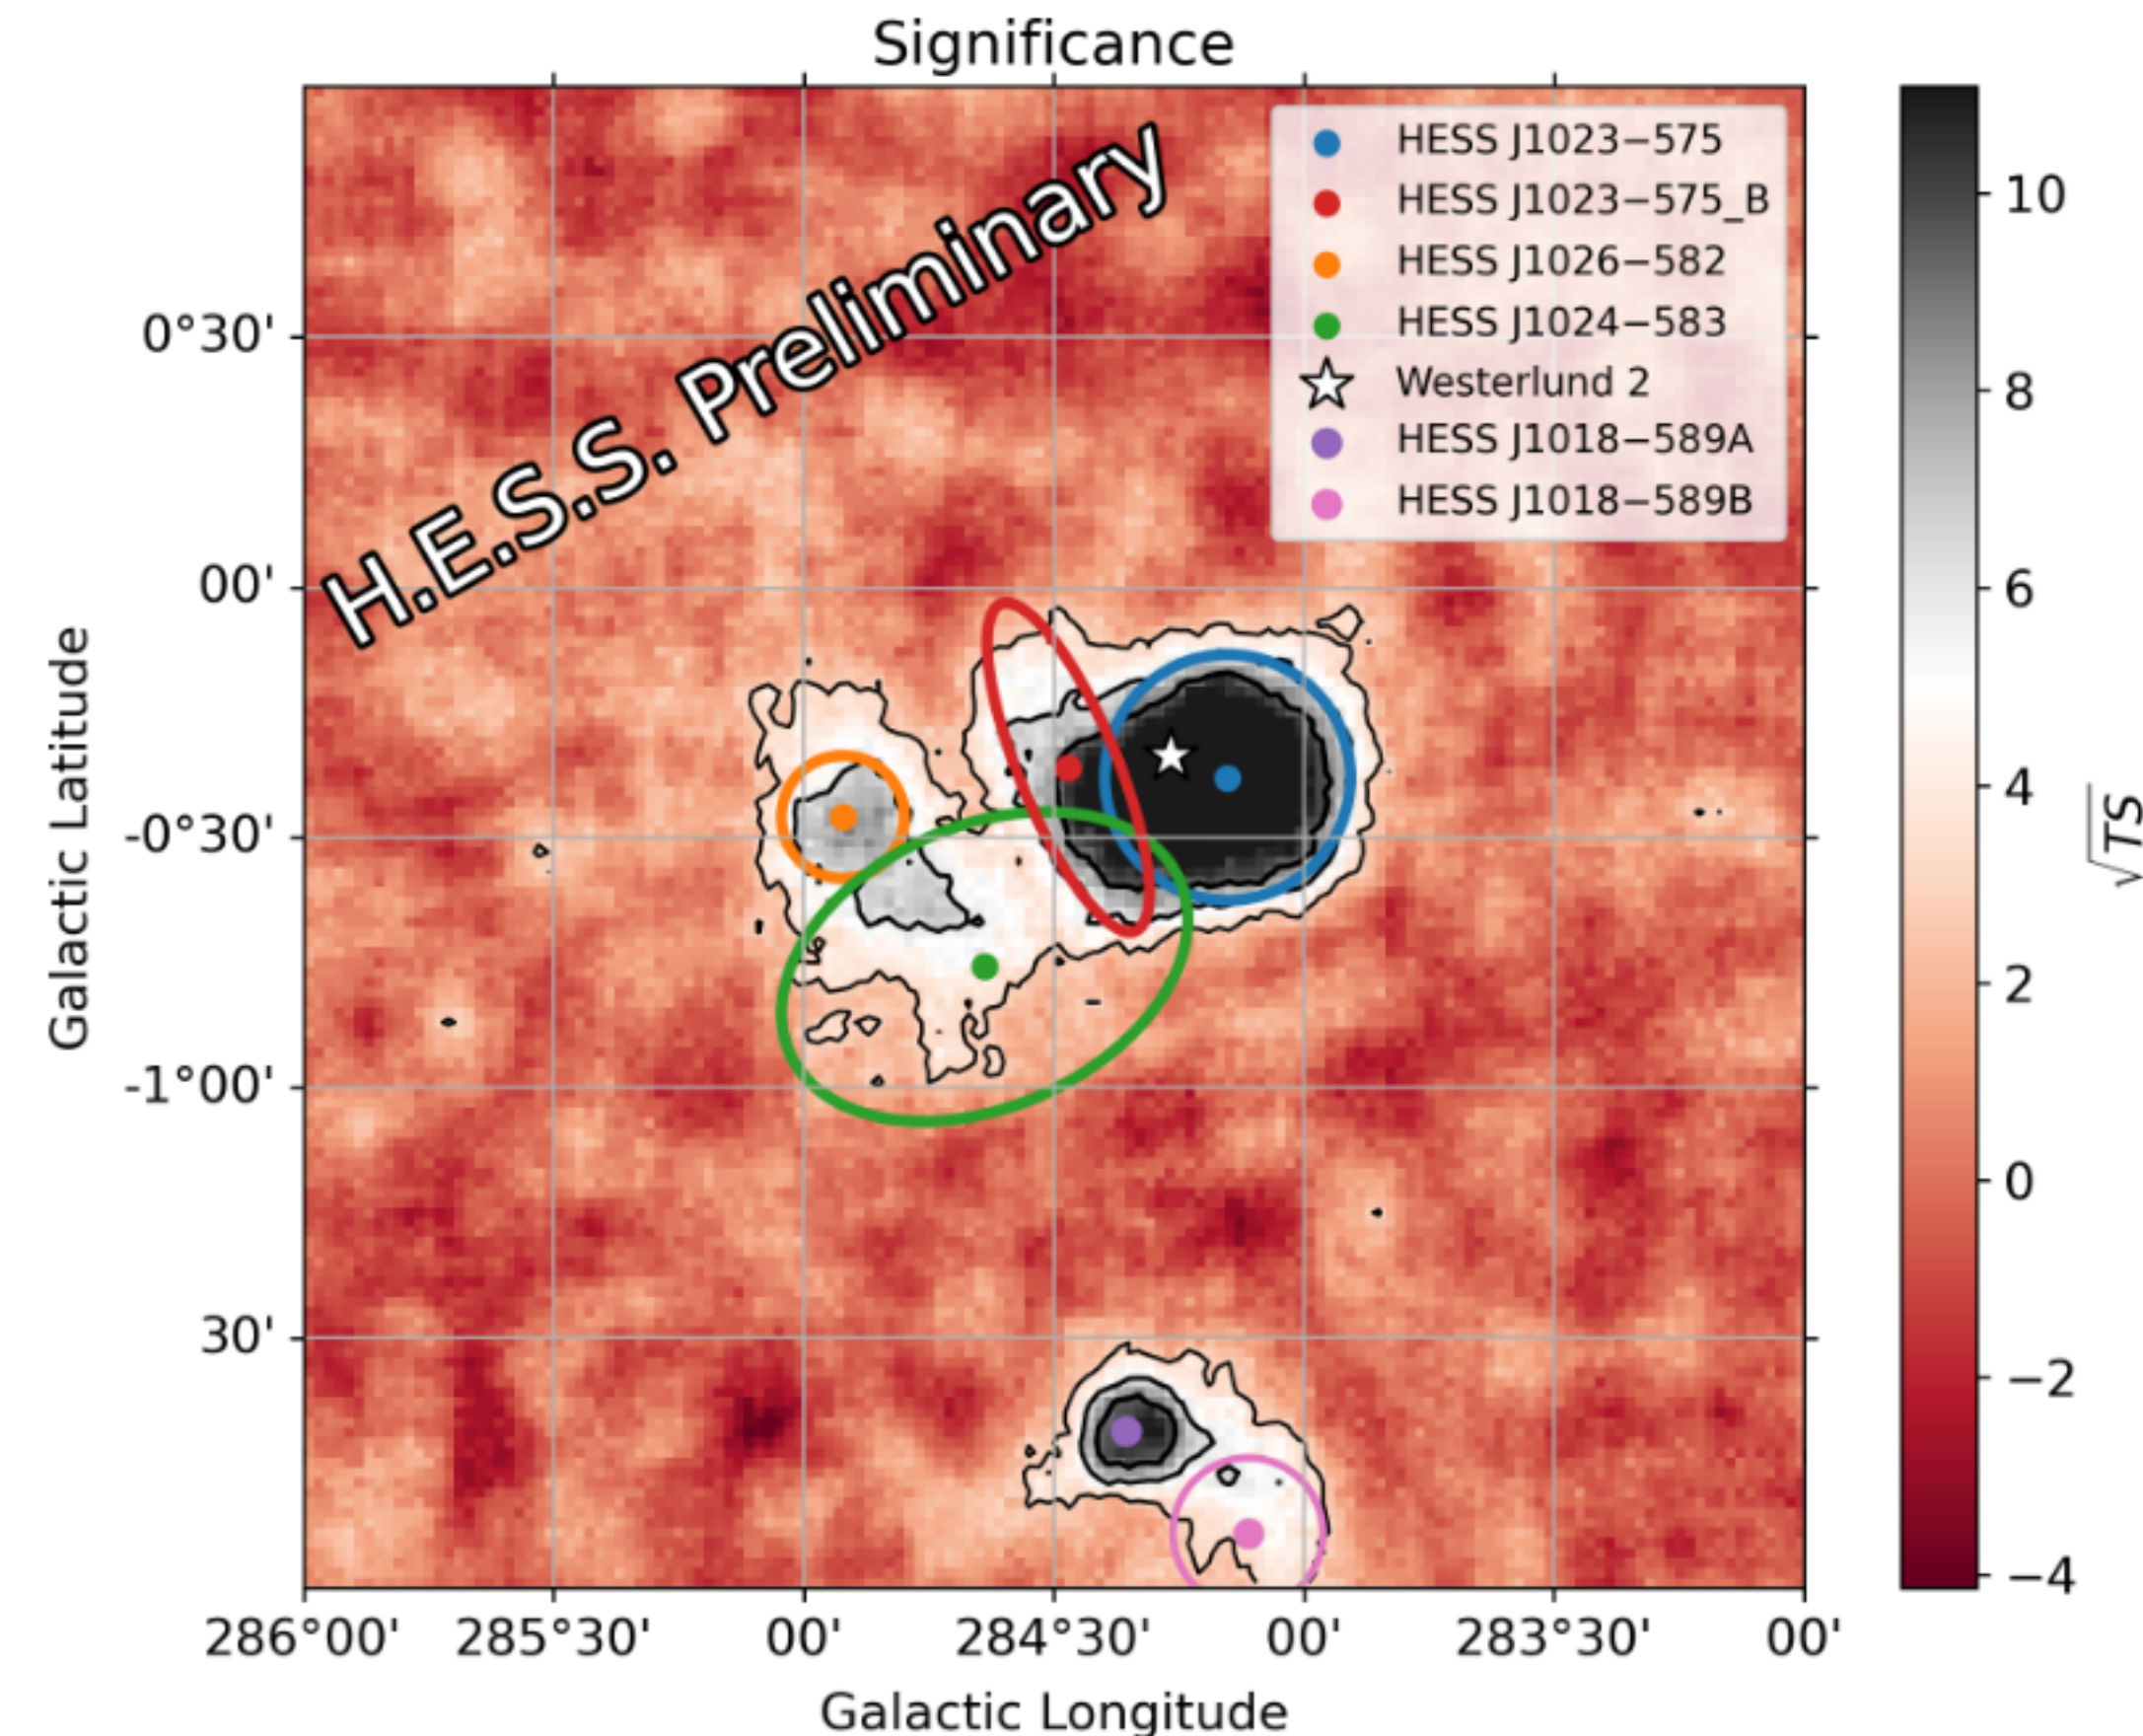 Significance
H.E.S.S. Preliminary
HESS J1023−575
HESS J1023−575_B
HESS J1026−582
HESS J1024−583
Westerlund 2
HESS J1018−589A
HESS J1018−589B
0°30'
00'
-0°30'
-1°00'
30'
Galactic Latitude
286°00' 285°30' 00' 284°30' 00' 283°30' 00'
Galactic Longitude
10
8
6
4
2
0
−2
−4
√TS